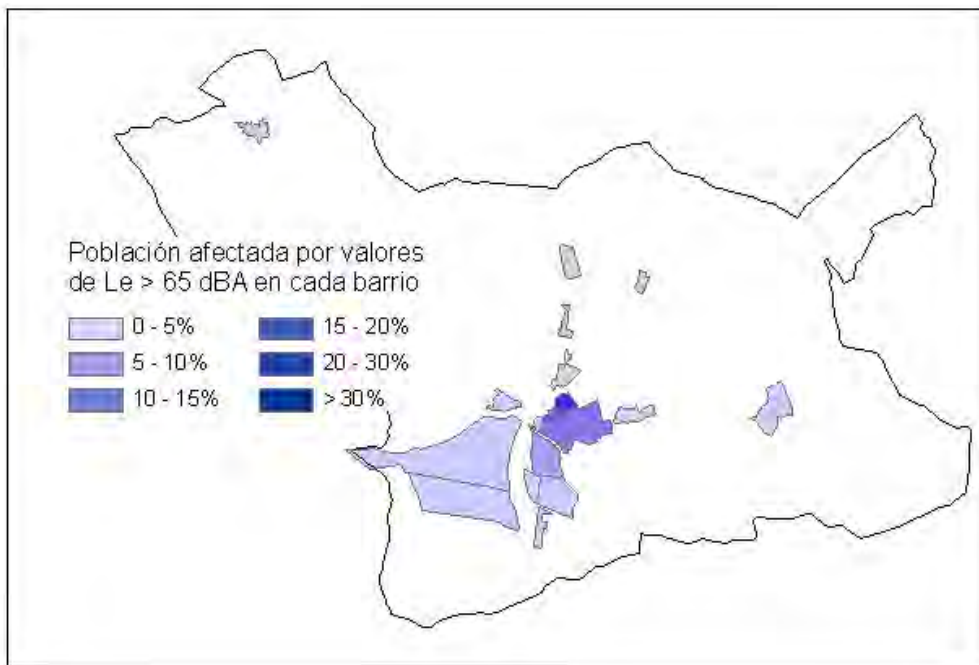 Población afectada por valores
de Le > 65 dBA en cada barrio
0 - 5%
15 - 20%
5 - 10%
20 - 30%
10 - 15%
> 30%